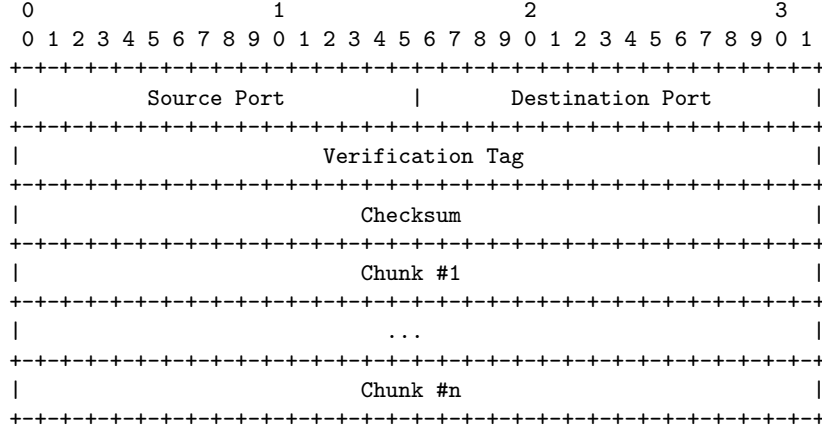 0                   1                   2                   3
0 1 2 3 4 5 6 7 8 9 0 1 2 3 4 5 6 7 8 9 0 1 2 3 4 5 6 7 8 9 0 1
+-+-+-+-+-+-+-+-+-+-+-+-+-+-+-+-+-+-+-+-+-+-+-+-+-+-+-+-+-+-+-+-+
|          Source Port          |       Destination Port        |
+-+-+-+-+-+-+-+-+-+-+-+-+-+-+-+-+-+-+-+-+-+-+-+-+-+-+-+-+-+-+-+-+
|                        Verification Tag                       |
+-+-+-+-+-+-+-+-+-+-+-+-+-+-+-+-+-+-+-+-+-+-+-+-+-+-+-+-+-+-+-+-+
|                           Checksum                            |
+-+-+-+-+-+-+-+-+-+-+-+-+-+-+-+-+-+-+-+-+-+-+-+-+-+-+-+-+-+-+-+-+
|                           Chunk #1                            |
+-+-+-+-+-+-+-+-+-+-+-+-+-+-+-+-+-+-+-+-+-+-+-+-+-+-+-+-+-+-+-+-+
|                             ...                               |
+-+-+-+-+-+-+-+-+-+-+-+-+-+-+-+-+-+-+-+-+-+-+-+-+-+-+-+-+-+-+-+-+
|                           Chunk #n                            |
+-+-+-+-+-+-+-+-+-+-+-+-+-+-+-+-+-+-+-+-+-+-+-+-+-+-+-+-+-+-+-+-+